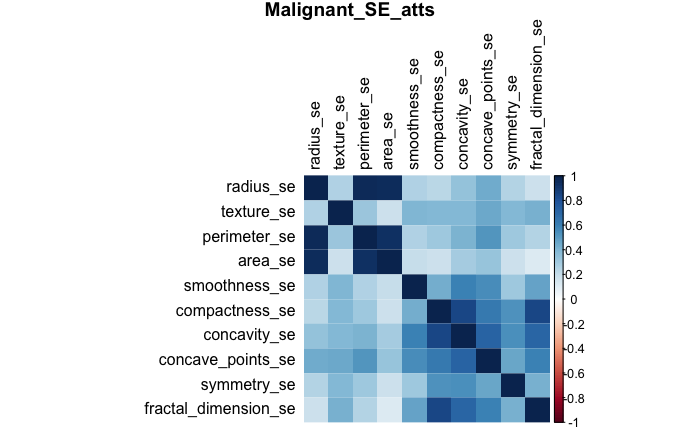 Malignant_SE_atts
radius_se
texture_se
perimeter_se
area_se
smoothness_se
compactness_se
concavity_se
concave_points_se
symmetry_se
fractal_dimension_se
radius_se
texture_se
perimeter_se
area_se
smoothness_se
compactness_se
concavity_se
concave_points_se
symmetry_se
fractal_dimension_se
1
0.8
0.6
0.4
0.2
0
-0.2
-0.4
-0.6
-0.8
-1